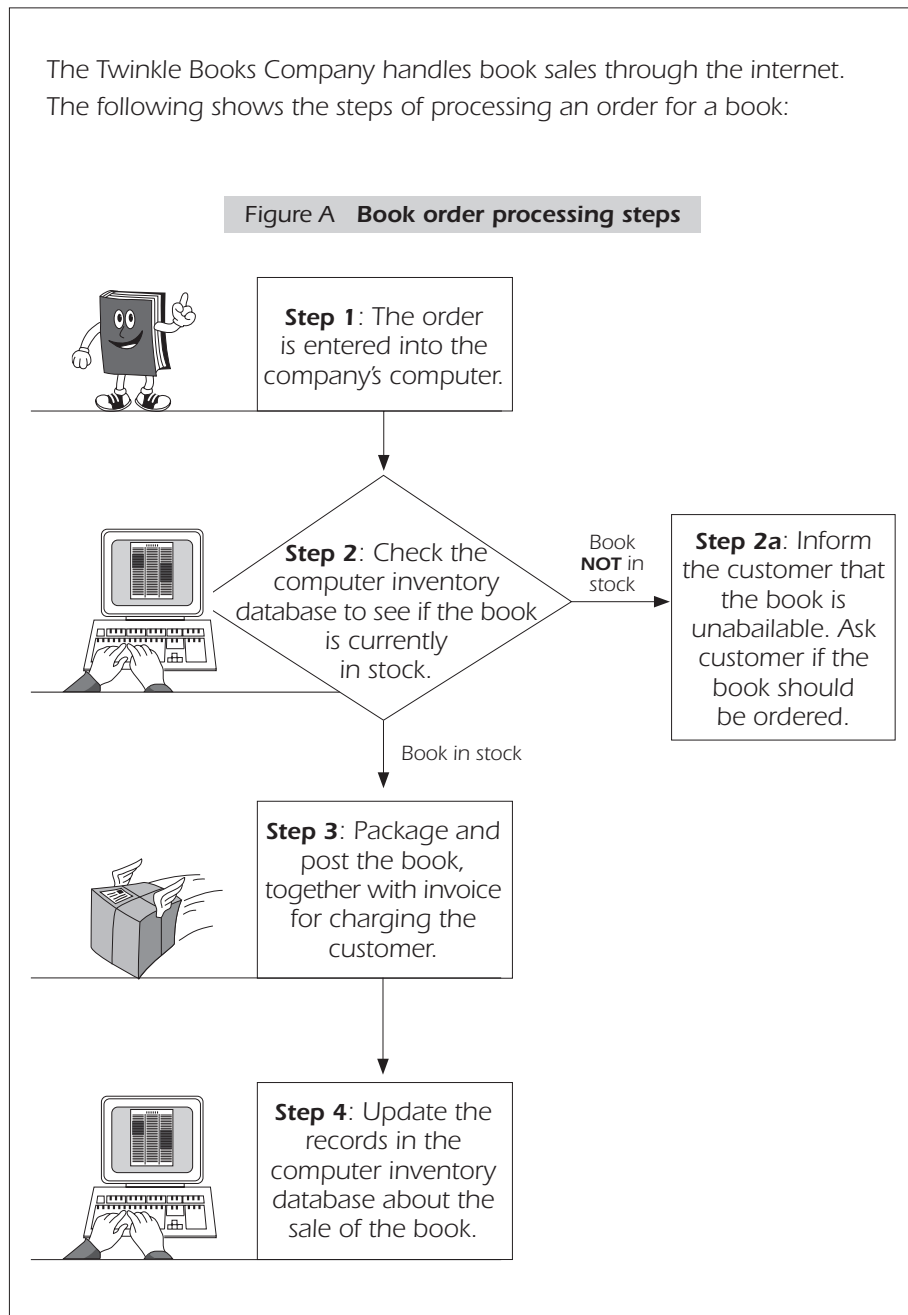 The Twinkle Books Company handles book sales through the internet.
The following shows the steps of processing an order for a book:
Figure A Book order processing steps
Step 1: The order
is entered into the
company's computer.
Step 2: Check the
computer inventory
database to see if the book
is currently
in stock.
Book
NOT in
stock
Step 2a: Inform
the customer that
the book is
unabailable. Ask
customer if the
book should
be ordered.
Book in stock
Step 3: Package and
post the book,
together with invoice
for charging the
customer.
Step 4: Update the
records in the
computer inventory
database about the
sale of the book.